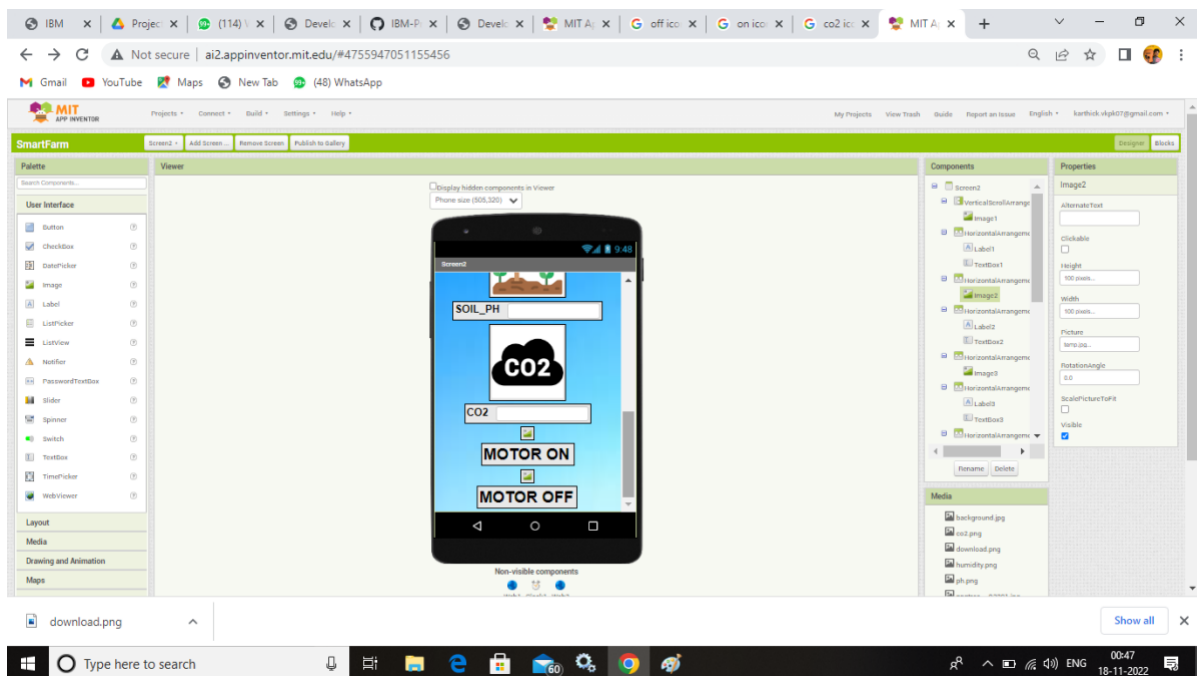 IBM
Project
(114) W
Develo
IBM-P
Develo
MIT A
off ico
on ico
co2 ic
MIT A
Not secure | ai2.appinventor.mit.edu/#4755947051155456
Gmail YouTube Maps New Tab (48) WhatsApp
MIT
APP INVENTOR
Projects Connect Build Settings Help
My Projects View Trash Guide Report an Issue English karthick.vkpk07@gmail.com
SmartFarm
Screen2 Add Screen ... Remove Screen Publish to Gallery
Designer Blocks
Palette
Search Components...
User Interface
Button
CheckBox
DatePicker
Image
Label
ListPicker
ListView
Notifier
PasswordTextBox
Slider
Spinner
Switch
TextBox
TimePicker
WebViewer
Layout
Media
Drawing and Animation
Maps
Viewer
Display hidden components in Viewer
Phone size (505,320)
9:48
Screen2
SOIL_PH
CO2
CO2
MOTOR ON
MOTOR OFF
Non-visible components
Components
Screen2
VerticalScrollArrange
Image1
HorizontalArrangeme
Label1
TextBox1
HorizontalArrangeme
Image2
HorizontalArrangeme
Label2
TextBox2
HorizontalArrangeme
Image3
HorizontalArrangeme
Label3
TextBox3
HorizontalArrangeme
Rename Delete
Media
background.jpg
co2.png
download.png
humidity.png
ph.png
Properties
Image2
AlternateText
Clickable
Height
100 pixels...
Width
100 pixels...
Picture
temp.jpg...
RotationAngle
0.0
ScalePictureToFit
Visible
download.png
Show all
Type here to search
60
ENG
00:47
18-11-2022